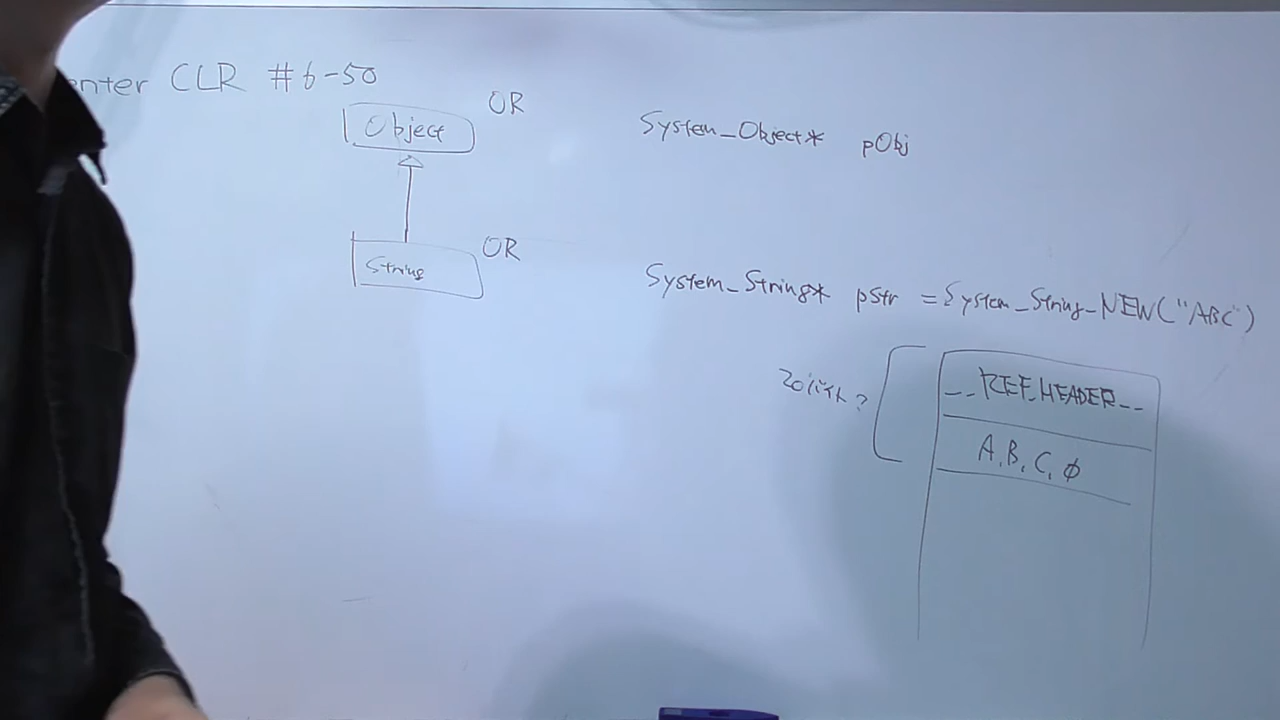 enter CLR #6-50
Object OR
System_Object* pObj
String OR
System_String* pStr = System_String_NEW("ABC")
20バイト?
__REF_HEADER__
A, B, C, φ